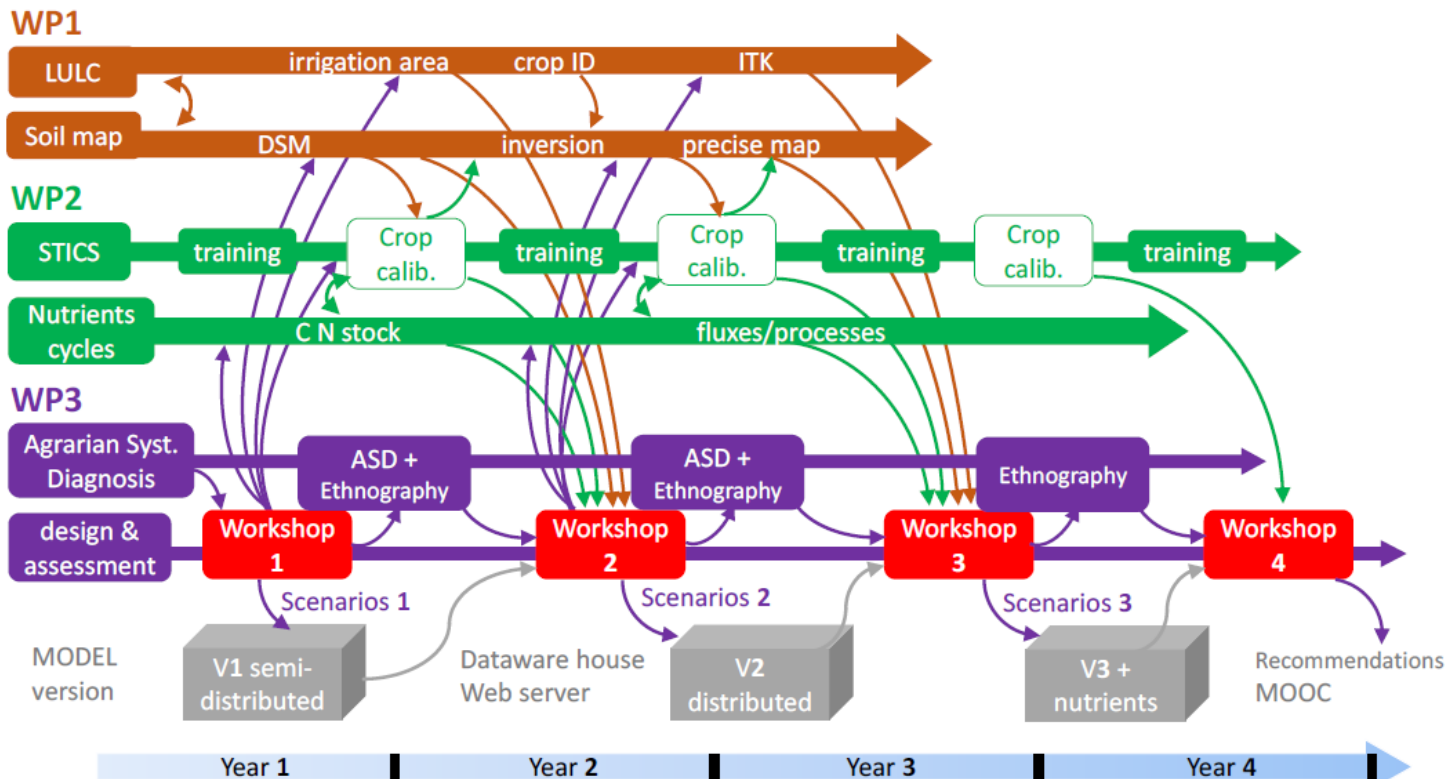 WP1
LULC
irrigation area
crop ID
ITK
Soil map
DSM
inversion
precise map
WP2
STICS
training
Crop
calib.
training
Crop
calib.
training
Crop
calib.
training
Nutrients
cycles
C N stock
fluxes/processes
WP3
Agrarian Syst.
Diagnosis
ASD +
Ethnography
ASD +
Ethnography
Ethnography
design &
assessment
Workshop
1
Workshop
2
Workshop
3
Workshop
4
Scenarios 1
Scenarios 2
Scenarios 3
MODEL
version
V1 semi-
distributed
Dataware house
Web server
V2
distributed
V3 +
nutrients
Recommendations
MOOC
Year 1
Year 2
Year 3
Year 4